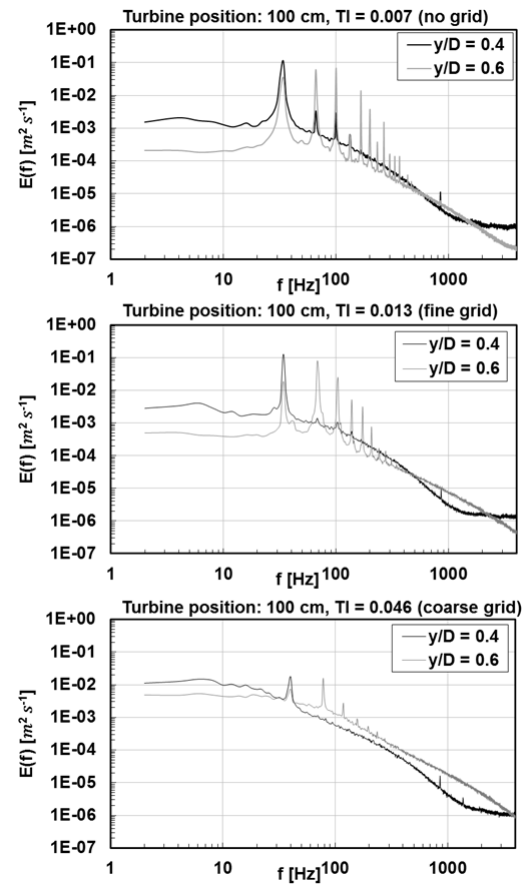 Turbine position: 100 cm, TI = 0.007 (no grid)
1E+00
1E-01
1E-02
1E-03
1E-04
1E-05
1E-06
1E-07
E(f) [m² s⁻¹]
y/D = 0.4
y/D = 0.6
1 10 100 1000
f [Hz]
Turbine position: 100 cm, TI = 0.013 (fine grid)
1E+00
1E-01
1E-02
1E-03
1E-04
1E-05
1E-06
1E-07
E(f) [m² s⁻¹]
y/D = 0.4
y/D = 0.6
1 10 100 1000
f [Hz]
Turbine position: 100 cm, TI = 0.046 (coarse grid)
1E+00
1E-01
1E-02
1E-03
1E-04
1E-05
1E-06
1E-07
E(f) [m² s⁻¹]
y/D = 0.4
y/D = 0.6
1 10 100 1000
f [Hz]